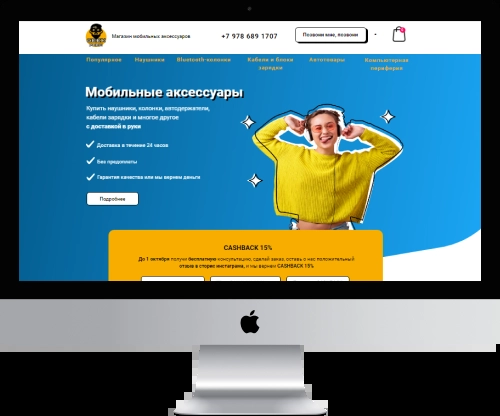 Магазин мобильных аксессуаров
+7 978 689 1707
Позвони мне, позвони
Популярное
Наушники
Bluetooth-колонки
Кабели и блоки
зарядки
Автотовары
Компьютерная
периферия
Мобильные аксессуары
Купить наушники, колонки, автодержатели,
кабели зарядки и многое другое
с доставкой в руки
Доставка в течение 24 часов
Без предоплаты
Гарантия качества или мы вернем деньги
Подробнее
CASHBACK 15%
До 1 октября получи бесплатную консультацию, сделай заказ, оставь о нас положительный
отзыв в сторис инстаграма, и мы вернем CASHBACK 15%